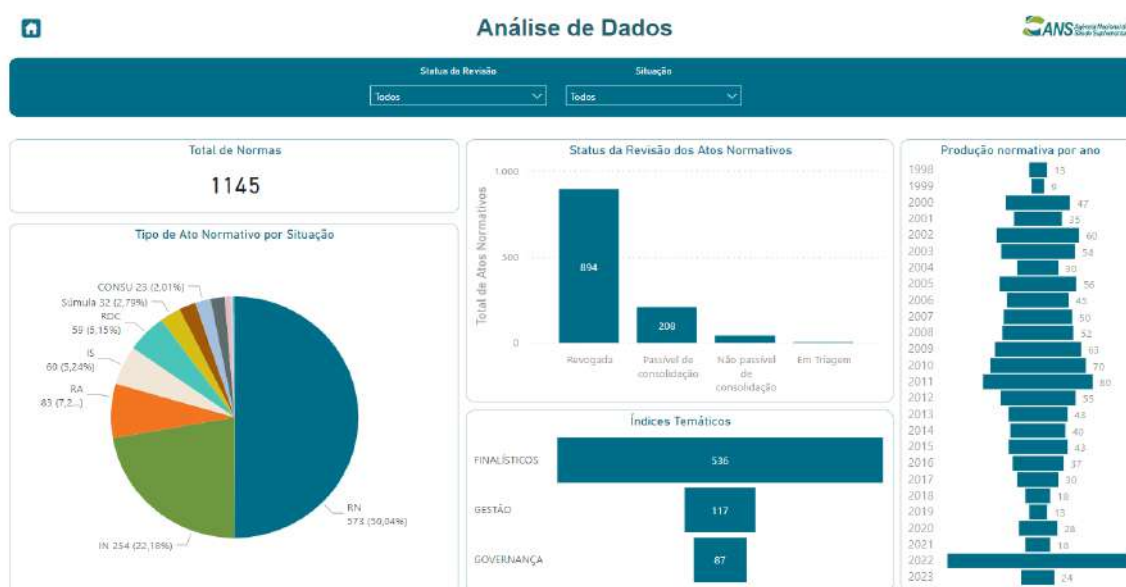 Análise de Dados
ANS
Status da Revisão
Situação
Todos
Todos
Total de Normas
1145
Tipo de Ato Normativo por Situação
CONSU 23 (2,01%)
Súmula 32 (2,79%)
RDC
59 (5,15%)
IS
60 (5,24%)
RA
83 (7,2...)
IN 254 (22,18%)
RN
573 (50,04%)
Status da Revisão dos Atos Normativos
Total de Atos Normativos
1.000
500
0
894
208
Revogada
Passível de
consolidação
Não passível
de
consolidação
Em Triagem
Índices Temáticos
FINALÍSTICOS
536
GESTÃO
117
GOVERNANÇA
87
Produção normativa por ano
1998
1999 9
2000 47
2001 35
2002 60
2003 54
2004 30
2005 56
2006 45
2007 50
2008 52
2009 63
2010 70
2011 80
2012 55
2013 43
2014 40
2015 43
2016 37
2017 30
2018 18
2019 13
2020 28
2021 18
2022
2023 24